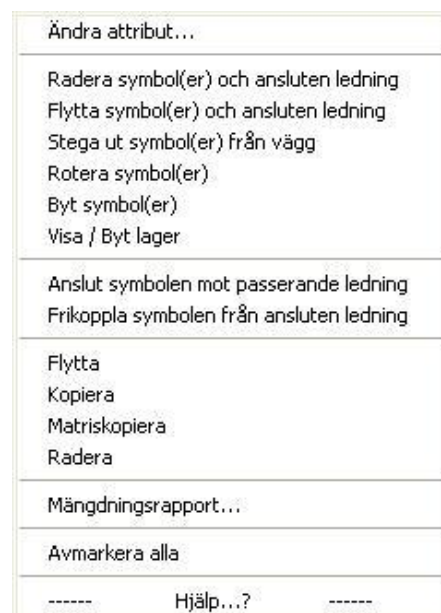 Ändra attribut...
Radera symbol(er) och ansluten ledning
Flytta symbol(er) och ansluten ledning
Stega ut symbol(er) från vägg
Rotera symbol(er)
Byt symbol(er)
Visa / Byt lager
Anslut symbolen mot passerande ledning
Frikoppla symbolen från ansluten ledning
Flytta
Kopiera
Matriskopiera
Radera
Mängdningsrapport...
Avmarkera alla
------ Hjälp...? ------